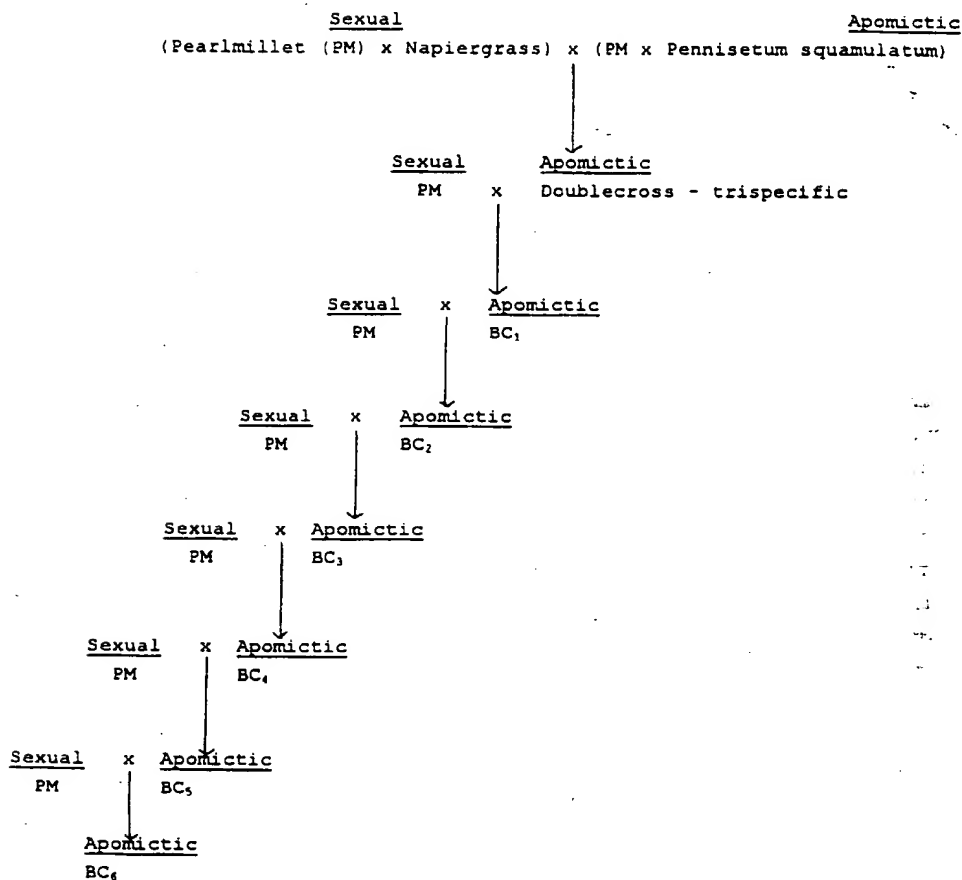 Sexual Apomictic
(Pearlmillet (PM) x Napiergrass) x (PM x Pennisetum squamulatum)
Sexual Apomictic
PM x Doublecross - trispecific
Sexual x Apomictic
PM BC₁
Sexual x Apomictic
PM BC₂
Sexual x Apomictic
PM BC₃
Sexual x Apomictic
PM BC₄
Sexual x Apomictic
PM BC₅
Apomictic
BC₆